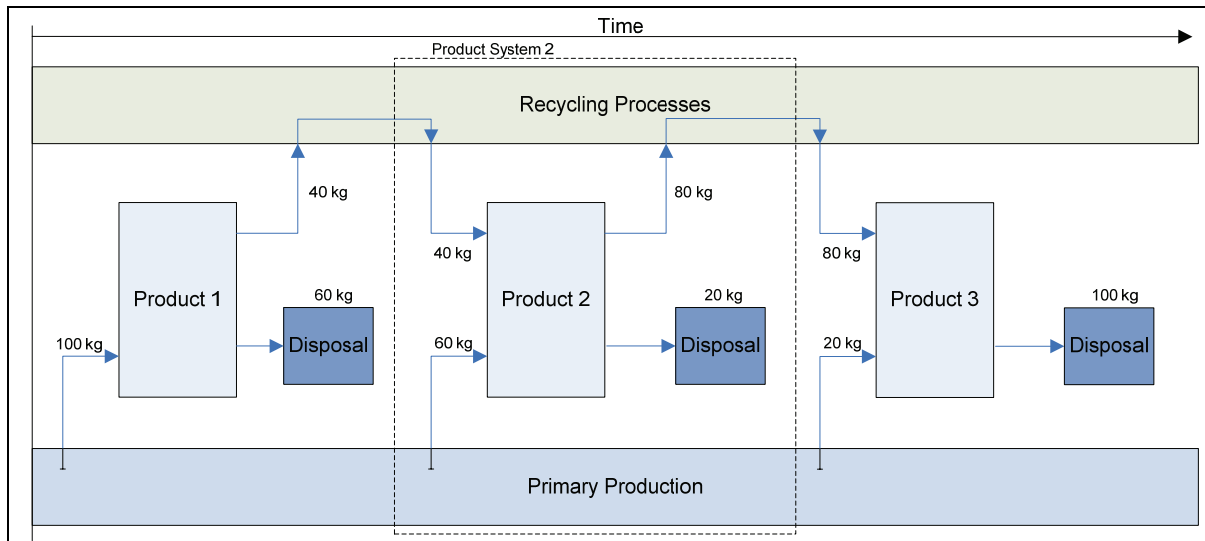 Time
Product System 2
Recycling Processes
40 kg
80 kg
40 kg
80 kg
Product 1
60 kg
Product 2
20 kg
Product 3
100 kg
100 kg
Disposal
60 kg
Disposal
20 kg
Disposal
Primary Production